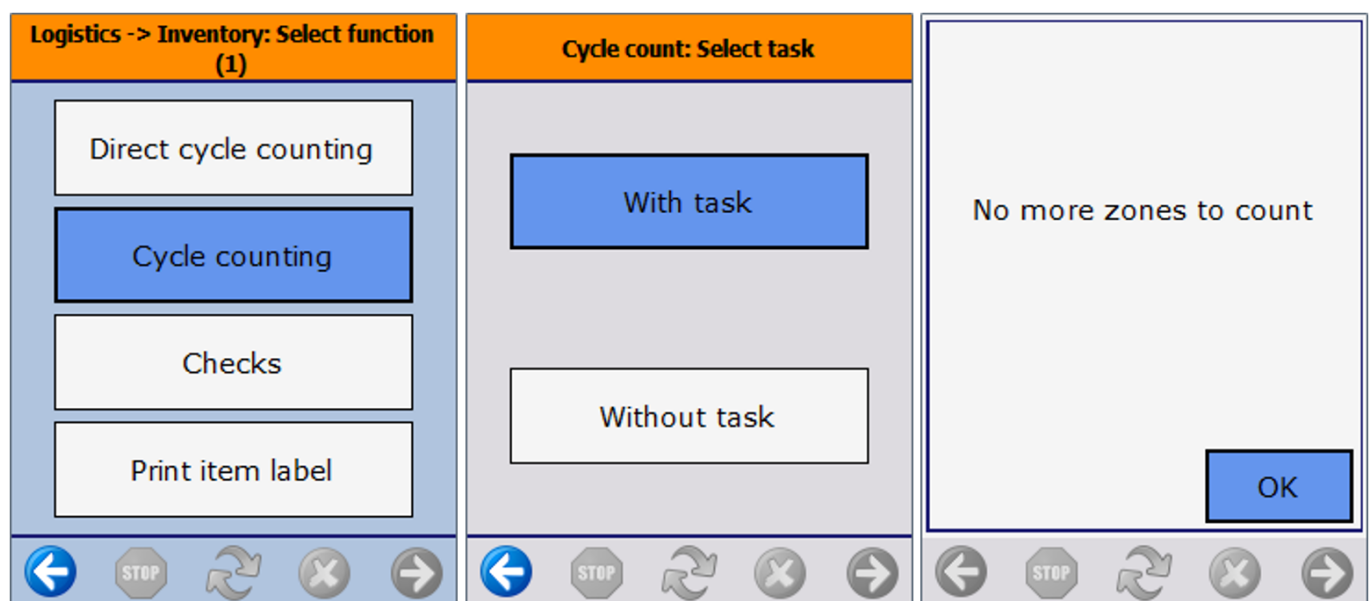 Logistics -> Inventory: Select function
(1)
Direct cycle counting
Cycle counting
Checks
Print item label
STOP
Cycle count: Select task
With task
Without task
STOP
No more zones to count
OK
STOP